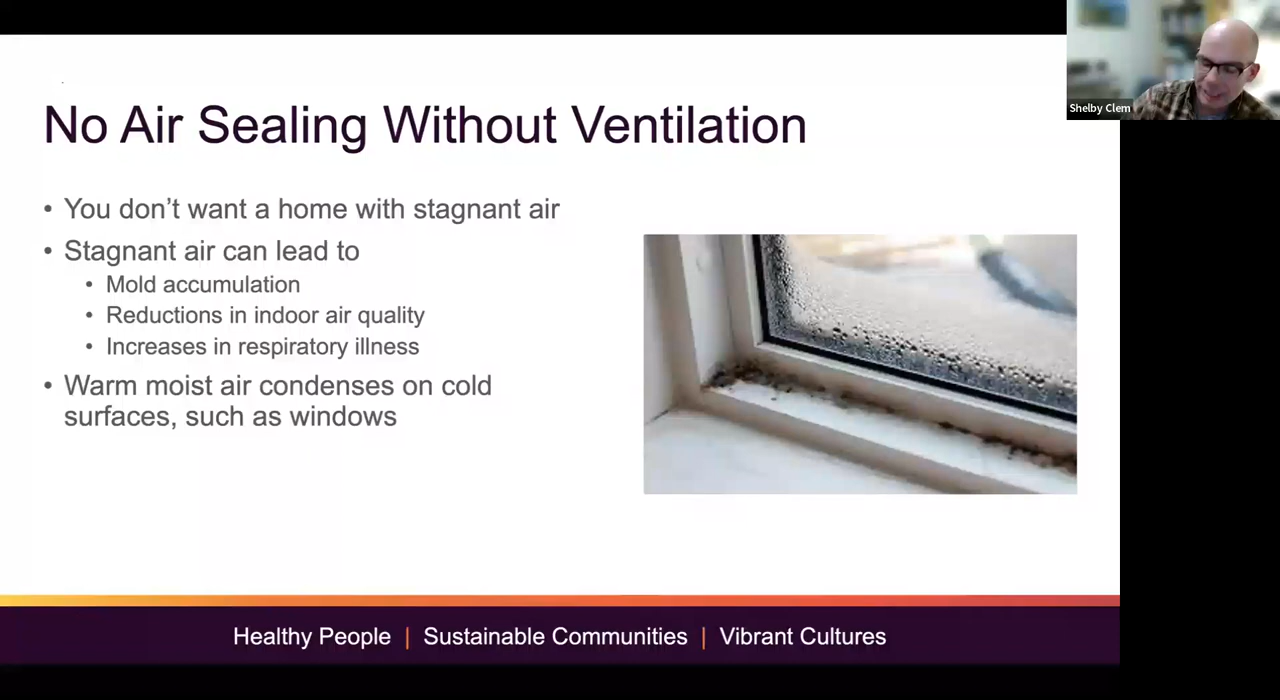 No Air Sealing Without Ventilation
• You don’t want a home with stagnant air
• Stagnant air can lead to
• Mold accumulation
• Reductions in indoor air quality
• Increases in respiratory illness
• Warm moist air condenses on cold
surfaces, such as windows
Healthy People | Sustainable Communities | Vibrant Cultures
Shelby Clem